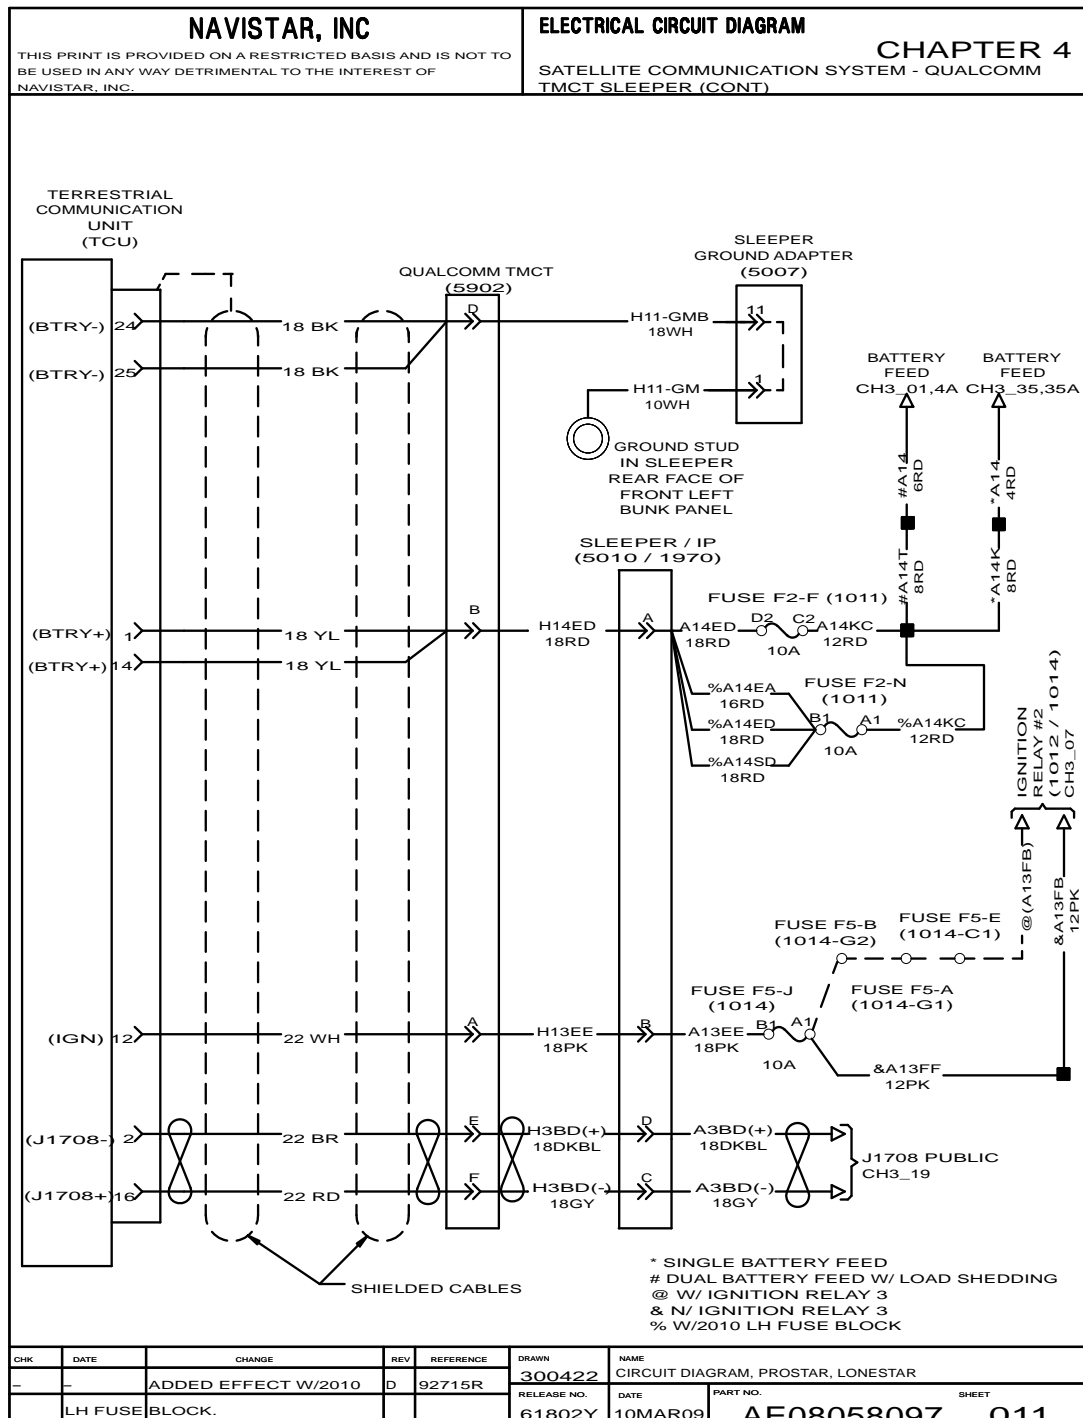 NAVISTAR, INC
THIS PRINT IS PROVIDED ON A RESTRICTED BASIS AND IS NOT TO
BE USED IN ANY WAY DETRIMENTAL TO THE INTEREST OF
NAVISTAR, INC.
ELECTRICAL CIRCUIT DIAGRAM
CHAPTER 4
SATELLITE COMMUNICATION SYSTEM - QUALCOMM
TMCT SLEEPER (CONT)
TERRESTRIAL
COMMUNICATION
UNIT
(TCU)
QUALCOMM TMCT
(5902)
SLEEPER
GROUND ADAPTER
(5007)
(BTRY-) 24
18 BK
D
H11-GMB
18WH
11
(BTRY-) 25
18 BK
H11-GM
10WH
1
GROUND STUD
IN SLEEPER
REAR FACE OF
FRONT LEFT
BUNK PANEL
BATTERY
FEED
CH3_01,4A
BATTERY
FEED
CH3_35,35A
#A14
6RD
*A14
4RD
#A14T
8RD
*A14K
8RD
SLEEPER / IP
(5010 / 1970)
FUSE F2-F (1011)
(BTRY+) 1
18 YL
B
H14ED
18RD
A
A14ED
18RD
D2
C2
10A
A14KC
12RD
(BTRY+) 14
18 YL
%A14EA
16RD
FUSE F2-N
(1011)
%A14ED
18RD
B1
A1
10A
%A14KC
12RD
%A14SD
18RD
IGNITION
RELAY #2
(1012 / 1014)
CH3_07
@(A13FB)
&A13FB
12PK
FUSE F5-B
(1014-G2)
FUSE F5-E
(1014-C1)
FUSE F5-J
(1014)
FUSE F5-A
(1014-G1)
(IGN) 12
22 WH
A
H13EE
18PK
B
A13EE
18PK
B1
A1
10A
&A13FF
12PK
(J1708-) 2
22 BR
E
H3BD(+)
18DKBL
D
A3BD(+)
18DKBL
J1708 PUBLIC
CH3_19
(J1708+) 16
22 RD
F
H3BD(-)
18GY
C
A3BD(-)
18GY
SHIELDED CABLES
* SINGLE BATTERY FEED
# DUAL BATTERY FEED W/ LOAD SHEDDING
@ W/ IGNITION RELAY 3
& N/ IGNITION RELAY 3
% W/2010 LH FUSE BLOCK
CHK DATE CHANGE REV REFERENCE
– – ADDED EFFECT W/2010 D 92715R
LH FUSE BLOCK.
DRAWN
300422
NAME
CIRCUIT DIAGRAM, PROSTAR, LONESTAR
RELEASE NO.
61802Y
DATE
10MAR09
PART NO.
AE08058097
SHEET
011